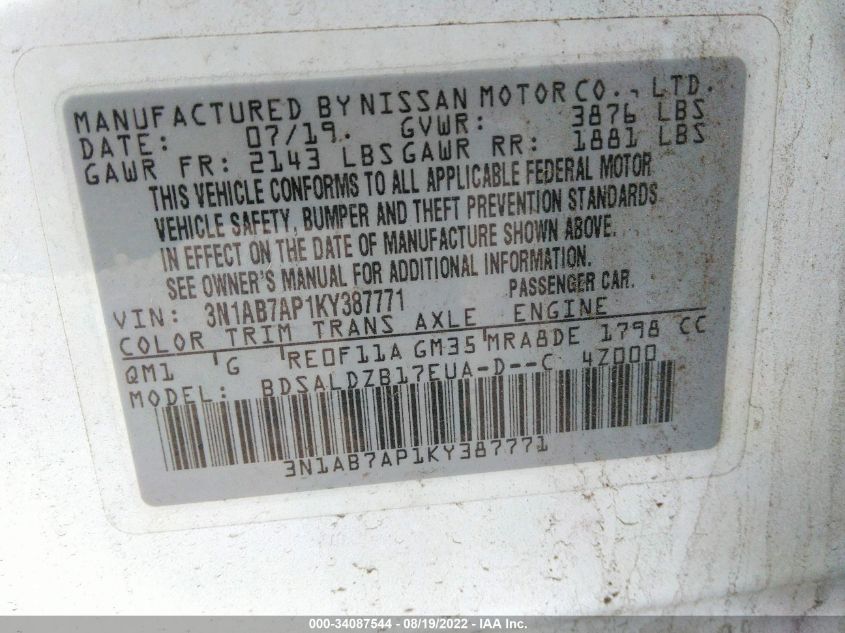 MANUFACTURED BY NISSAN MOTOR CO., LTD.
DATE: 07/19. GVWR: 3876 LBS
GAWR FR: 2143 LBS GAWR RR: 1881 LBS
THIS VEHICLE CONFORMS TO ALL APPLICABLE FEDERAL MOTOR
VEHICLE SAFETY, BUMPER AND THEFT PREVENTION STANDARDS
IN EFFECT ON THE DATE OF MANUFACTURE SHOWN ABOVE.
SEE OWNER'S MANUAL FOR ADDITIONAL INFORMATION.
VIN: 3N1AB7AP1KY387771 PASSENGER CAR.
COLOR TRIM TRANS AXLE ENGINE
QM1 G RE0F11A GM35 MRA8DE 1798 CC
MODEL: BDSALDZB17EUA-D--C 4Z000
3N1AB7AP1KY387771
000-34087544 - 08/19/2022 - IAA Inc.